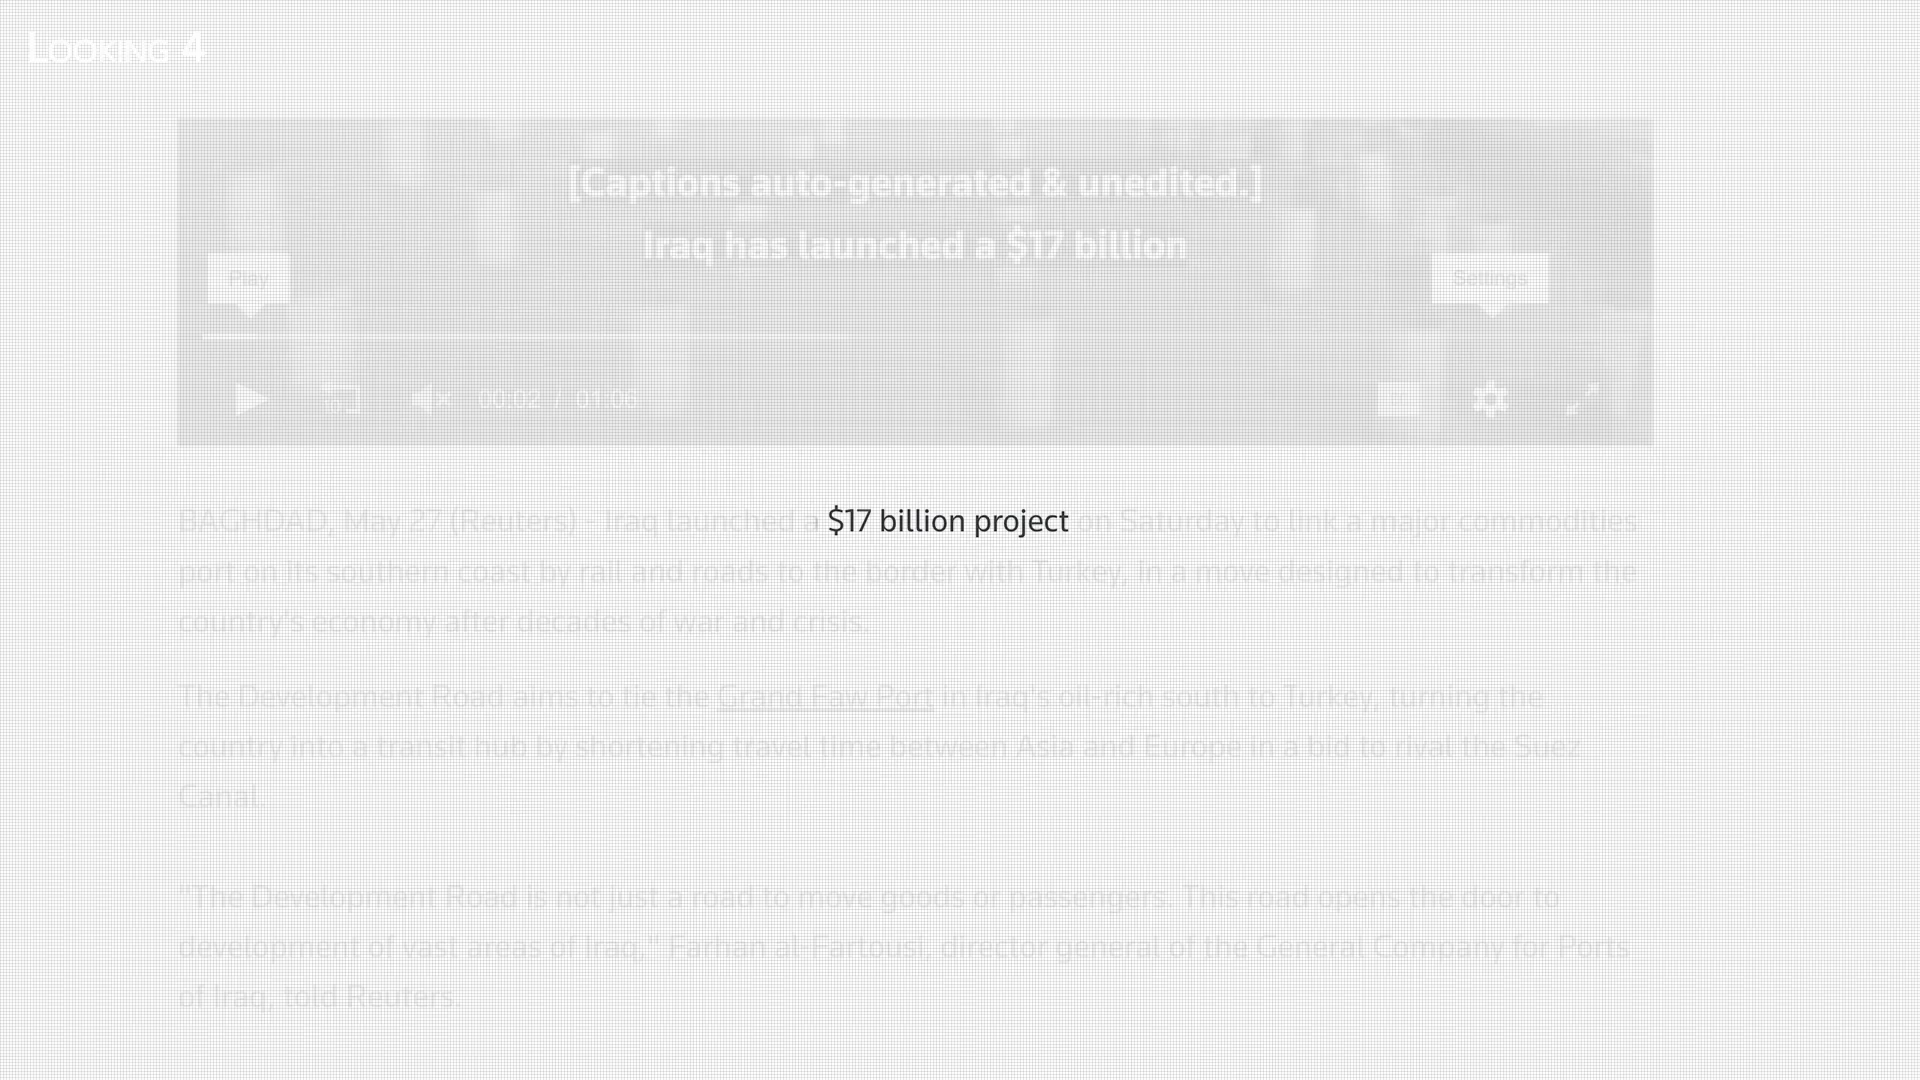 LOOKING 4
[Captions auto-generated & unedited.]
Iraq has launched a $17 billion
Play
Settings
00:02 / 01:06
BAGHDAD, May 27 (Reuters) - Iraq launched a $17 billion project on Saturday to link a major commodities
port on its southern coast by rail and roads to the border with Turkey, in a move designed to transform the
country's economy after decades of war and crisis.
The Development Road aims to tie the Grand Faw Port in Iraq's oil-rich south to Turkey, turning the
country into a transit hub by shortening travel time between Asia and Europe in a bid to rival the Suez
Canal.
"The Development Road is not just a road to move goods or passengers. This road opens the door to
development of vast areas of Iraq," Farhan al-Fartousi, director general of the General Company for Ports
of Iraq, told Reuters.